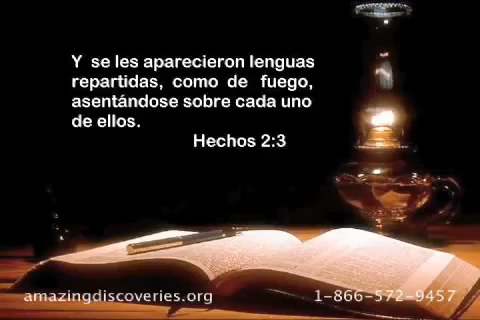 Y se les aparecieron lenguas
repartidas, como de fuego,
asentándose sobre cada uno
de ellos.
Hechos 2:3
amazingdiscoveries.org
1-866-572-9457